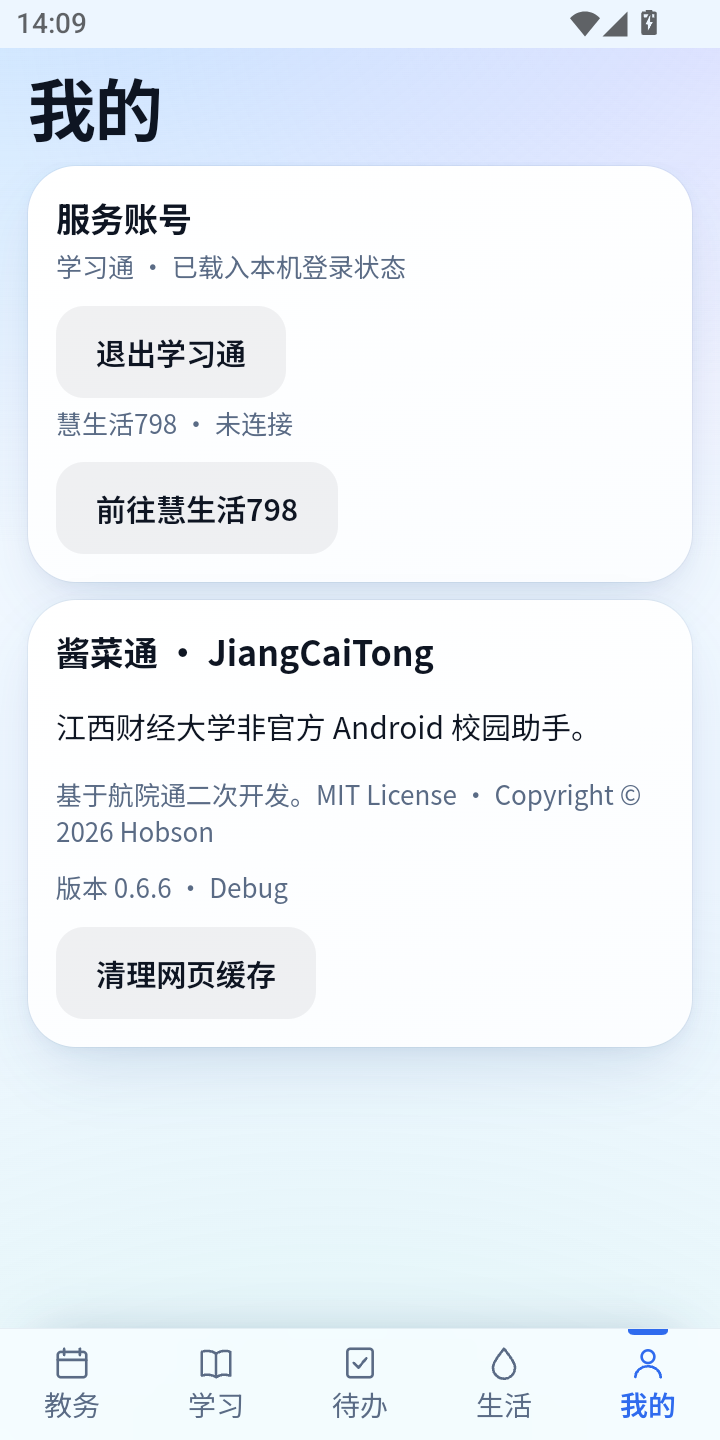 14:09
我的
服务账号
学习通 · 已载入本机登录状态
退出学习通
慧生活798 · 未连接
前往慧生活798
酱菜通 · JiangCaiTong
江西财经大学非官方 Android 校园助手。
基于航院通二次开发。MIT License · Copyright ©
2026 Hobson
版本 0.6.6 · Debug
清理网页缓存
教务
学习
待办
生活
我的